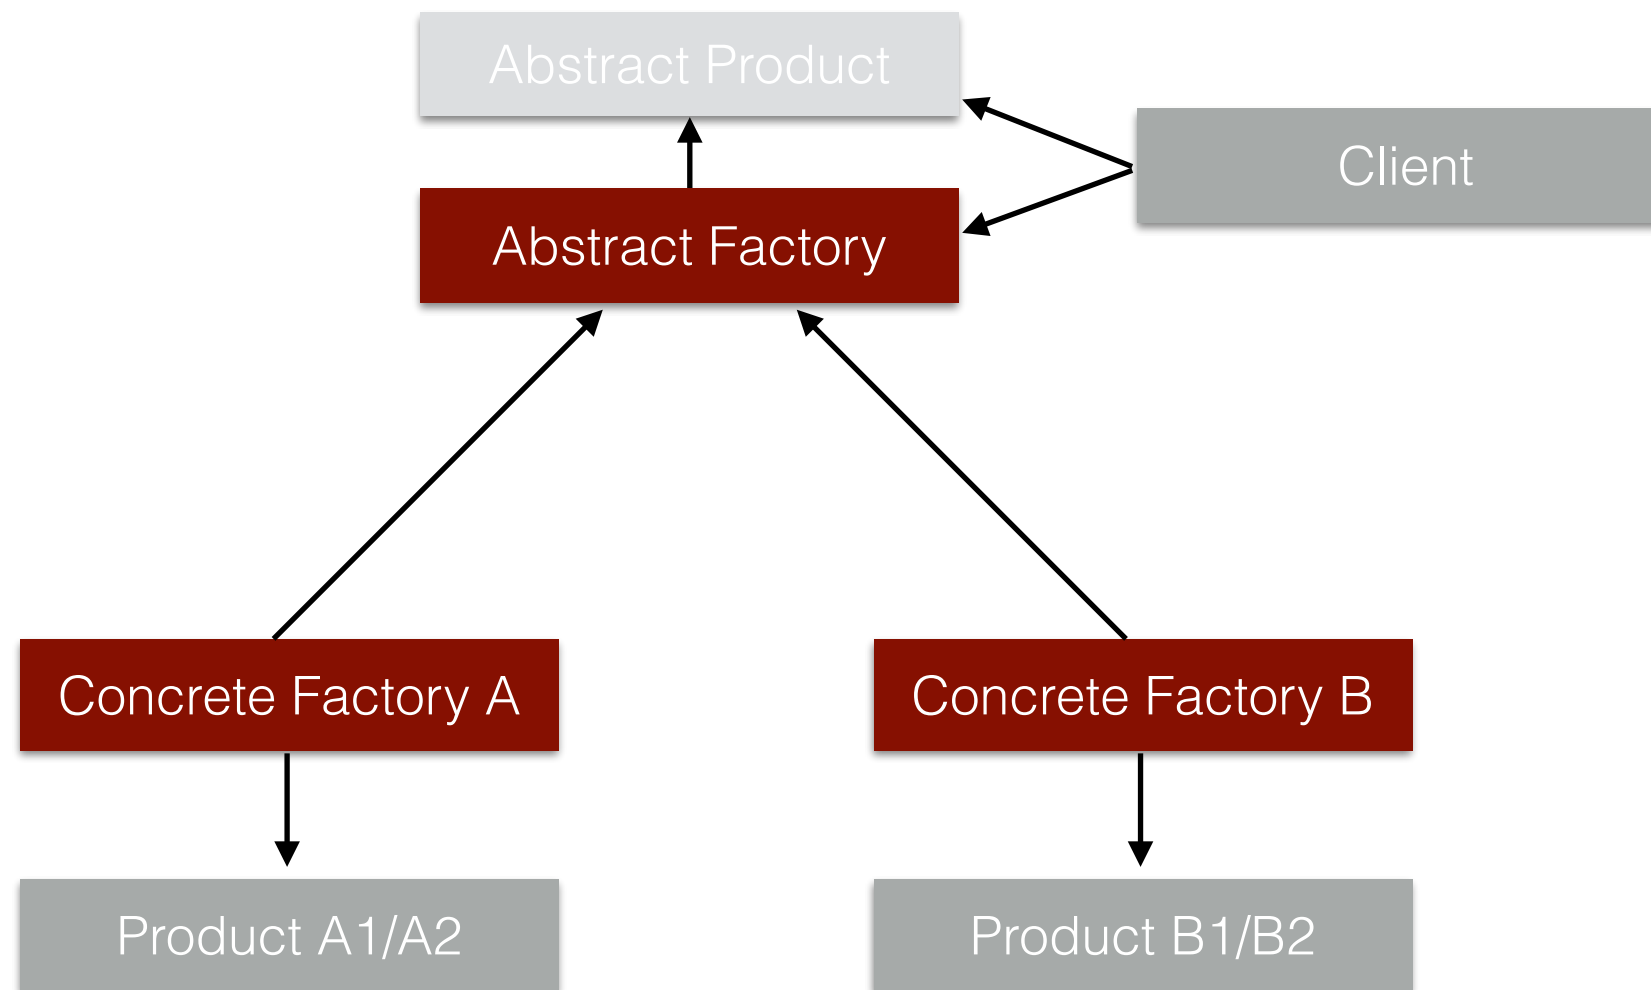 Abstract Product
Client
Abstract Factory
Concrete Factory A
Concrete Factory B
Product A1/A2
Product B1/B2